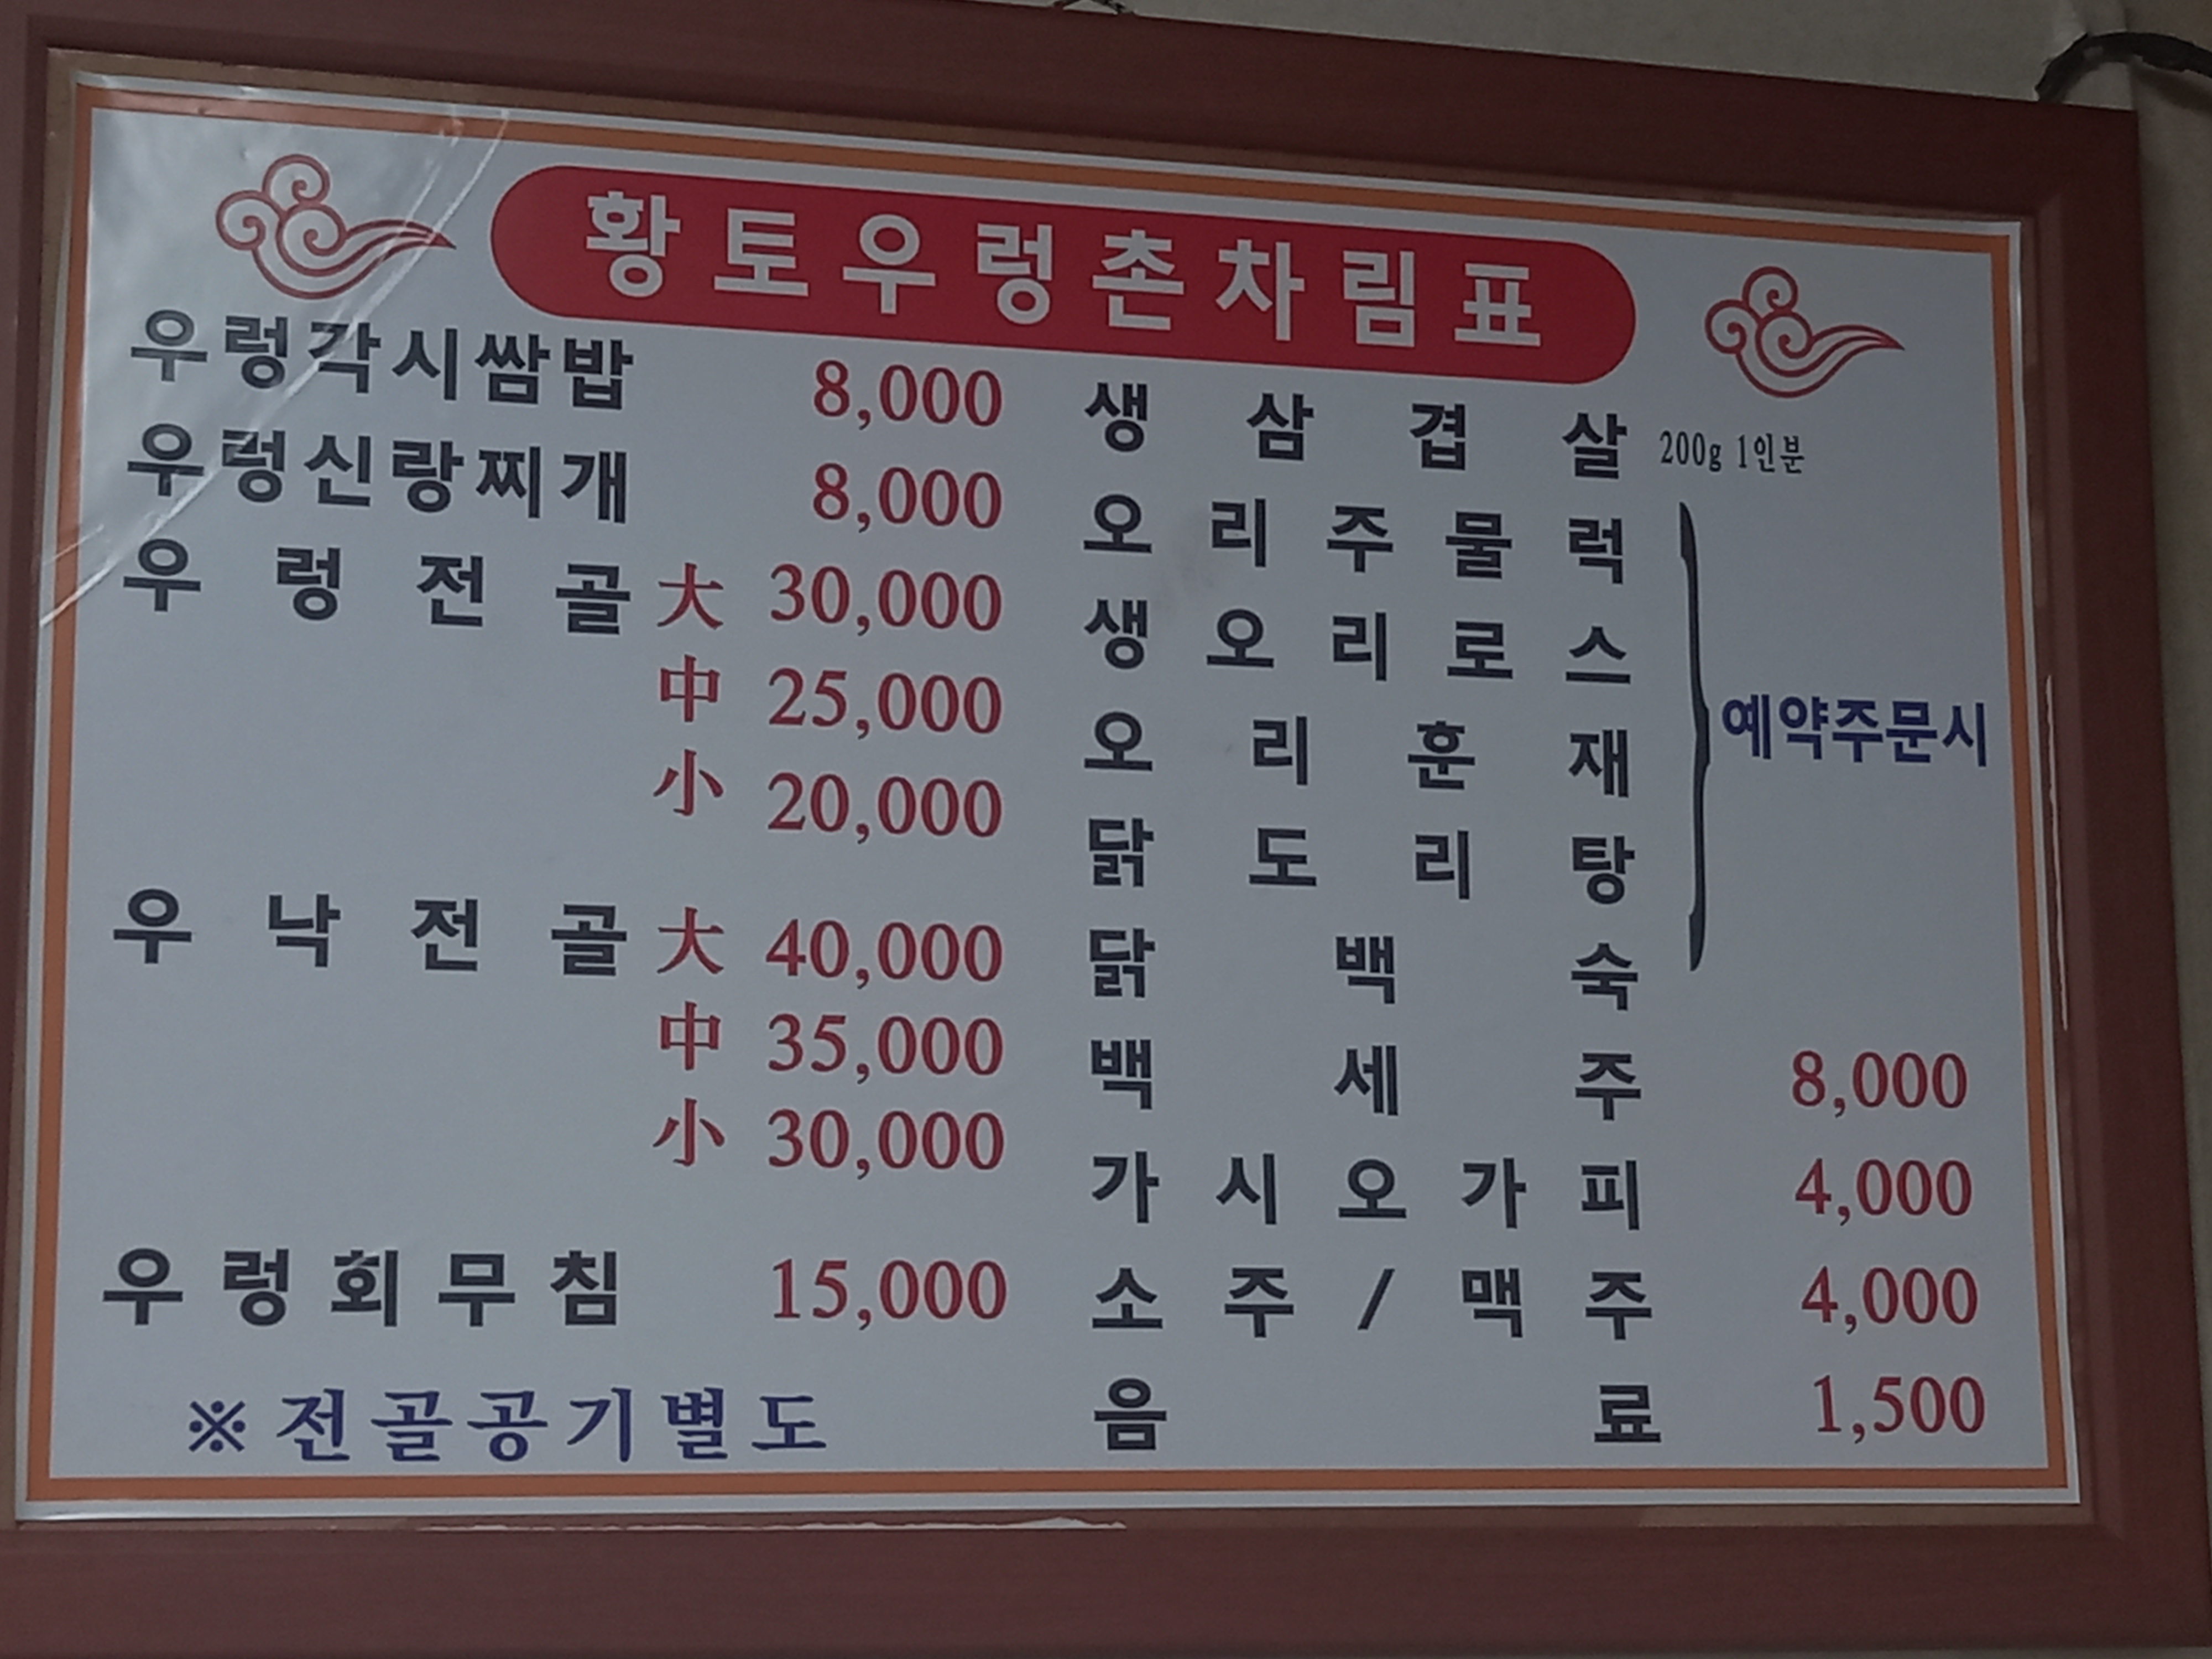 황토우렁촌차림표
우렁각시쌈밥 8,000
우렁신랑찌개 8,000
우렁전골 大 30,000
中 25,000
小 20,000
우낙전골 大 40,000
中 35,000
小 30,000
우렁회무침 15,000
※전골공기별도
생삼겹살 200g 1인분
오리주물럭
생오리로스
오리훈재
닭도리탕
닭백숙
예약주문시
백세주 8,000
가시오가피 4,000
소주/맥주 4,000
음료 1,500